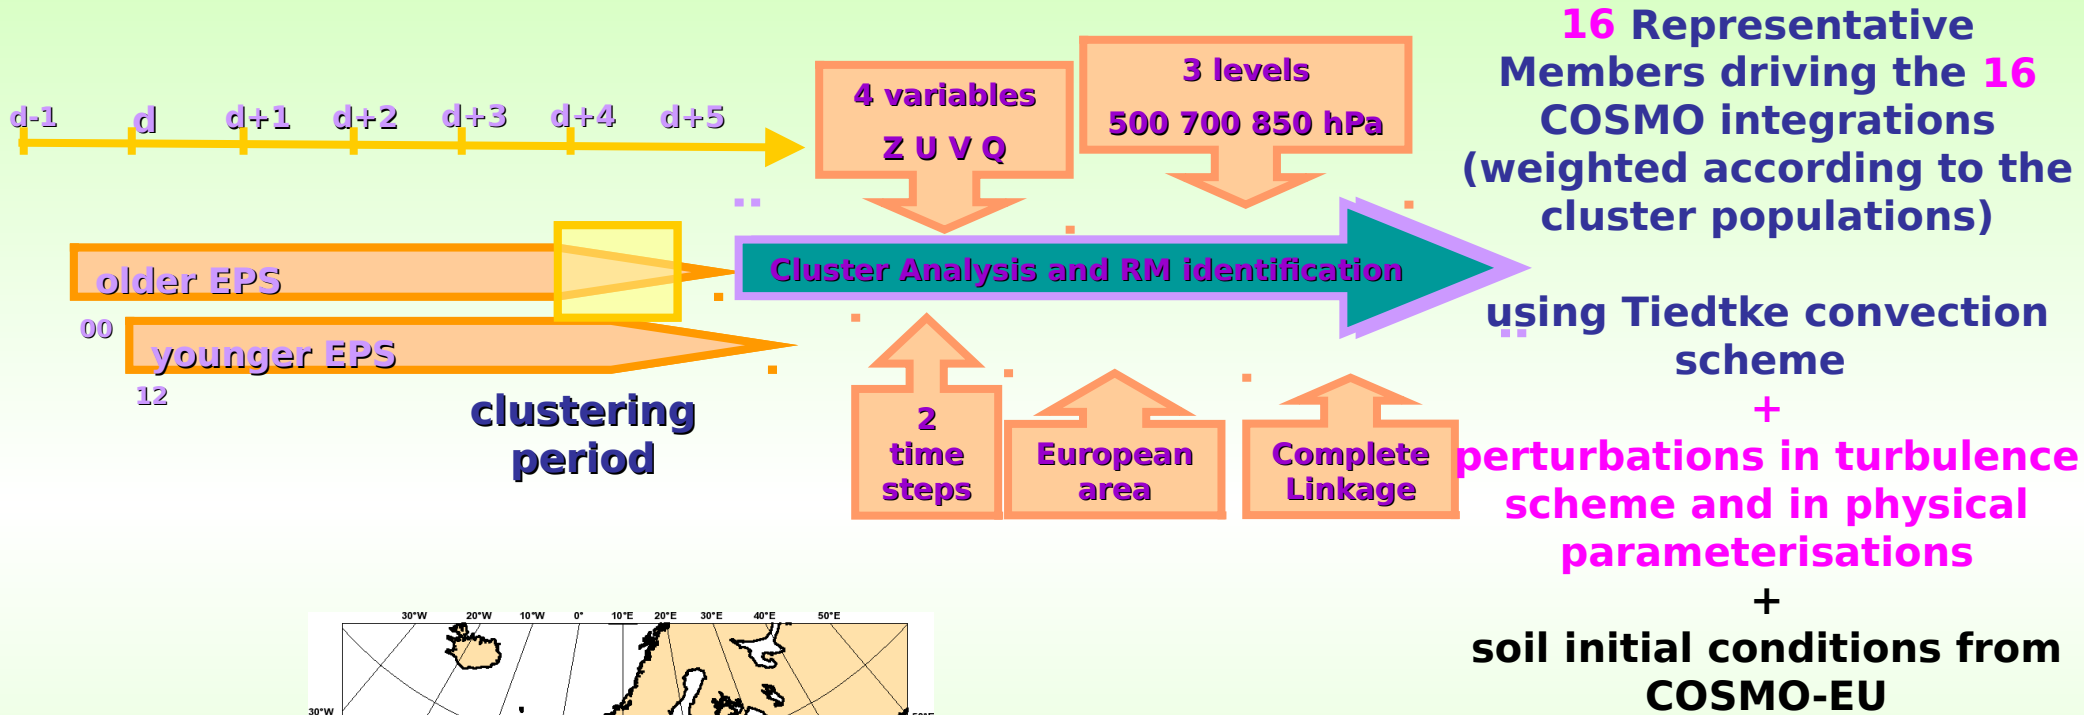 d-1 d d+1 d+2 d+3 d+4 d+5
4 variables
Z U V Q
3 levels
500 700 850 hPa
older EPS
00
younger EPS
12
clustering
period
Cluster Analysis and RM identification
2
time
steps
European
area
Complete
Linkage
16 Representative
Members driving the 16
COSMO integrations
(weighted according to the
cluster populations)
using Tiedtke convection
scheme
+
perturbations in turbulence
scheme and in physical
parameterisations
+
soil initial conditions from
COSMO-EU
30°W 20°W 10°W 0° 10°E 20°E 30°E 40°E 50°E
30°W